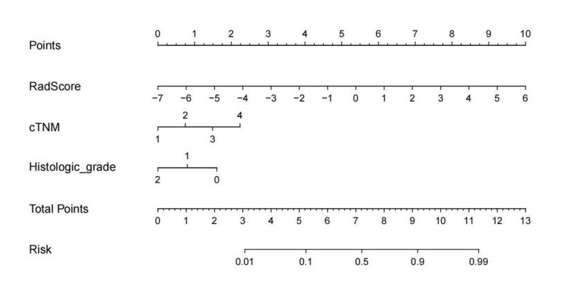 Points 0 1 2 3 4 5 6 7 8 9 10
RadScore
−7 −6 −5 −4 −3 −2 −1 0 1 2 3 4 5 6
2 4
cTNM
1 3
1
Histologic_grade
2 0
Total Points
0 1 2 3 4 5 6 7 8 9 10 11 12 13
Risk
0.01 0.1 0.5 0.9 0.99